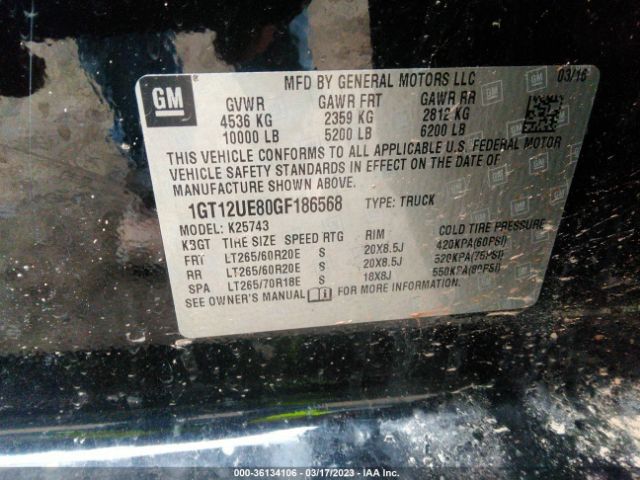 MFD BY GENERAL MOTORS LLC 03/16
GM
GVWR GAWR FRT GAWR RR
4536 KG 2359 KG 2812 KG
10000 LB 5200 LB 6200 LB
THIS VEHICLE CONFORMS TO ALL APPLICABLE U.S. FEDERAL MOTOR
VEHICLE SAFETY STANDARDS IN EFFECT ON THE DATE OF
MANUFACTURE SHOWN ABOVE.
1GT12UE80GF186568 TYPE: TRUCK
MODEL: K25743
K3GT TIRE SIZE SPEED RTG RIM COLD TIRE PRESSURE
FRT LT265/60R20E S 20X8.5J 420KPA(60PSI)
RR LT265/60R20E S 20X8.5J 520KPA(75PSI)
SPA LT265/70R18E S 18X8J 550KPA(80PSI)
SEE OWNER'S MANUAL FOR MORE INFORMATION.
000-36134106 - 03/17/2023 - IAA Inc.